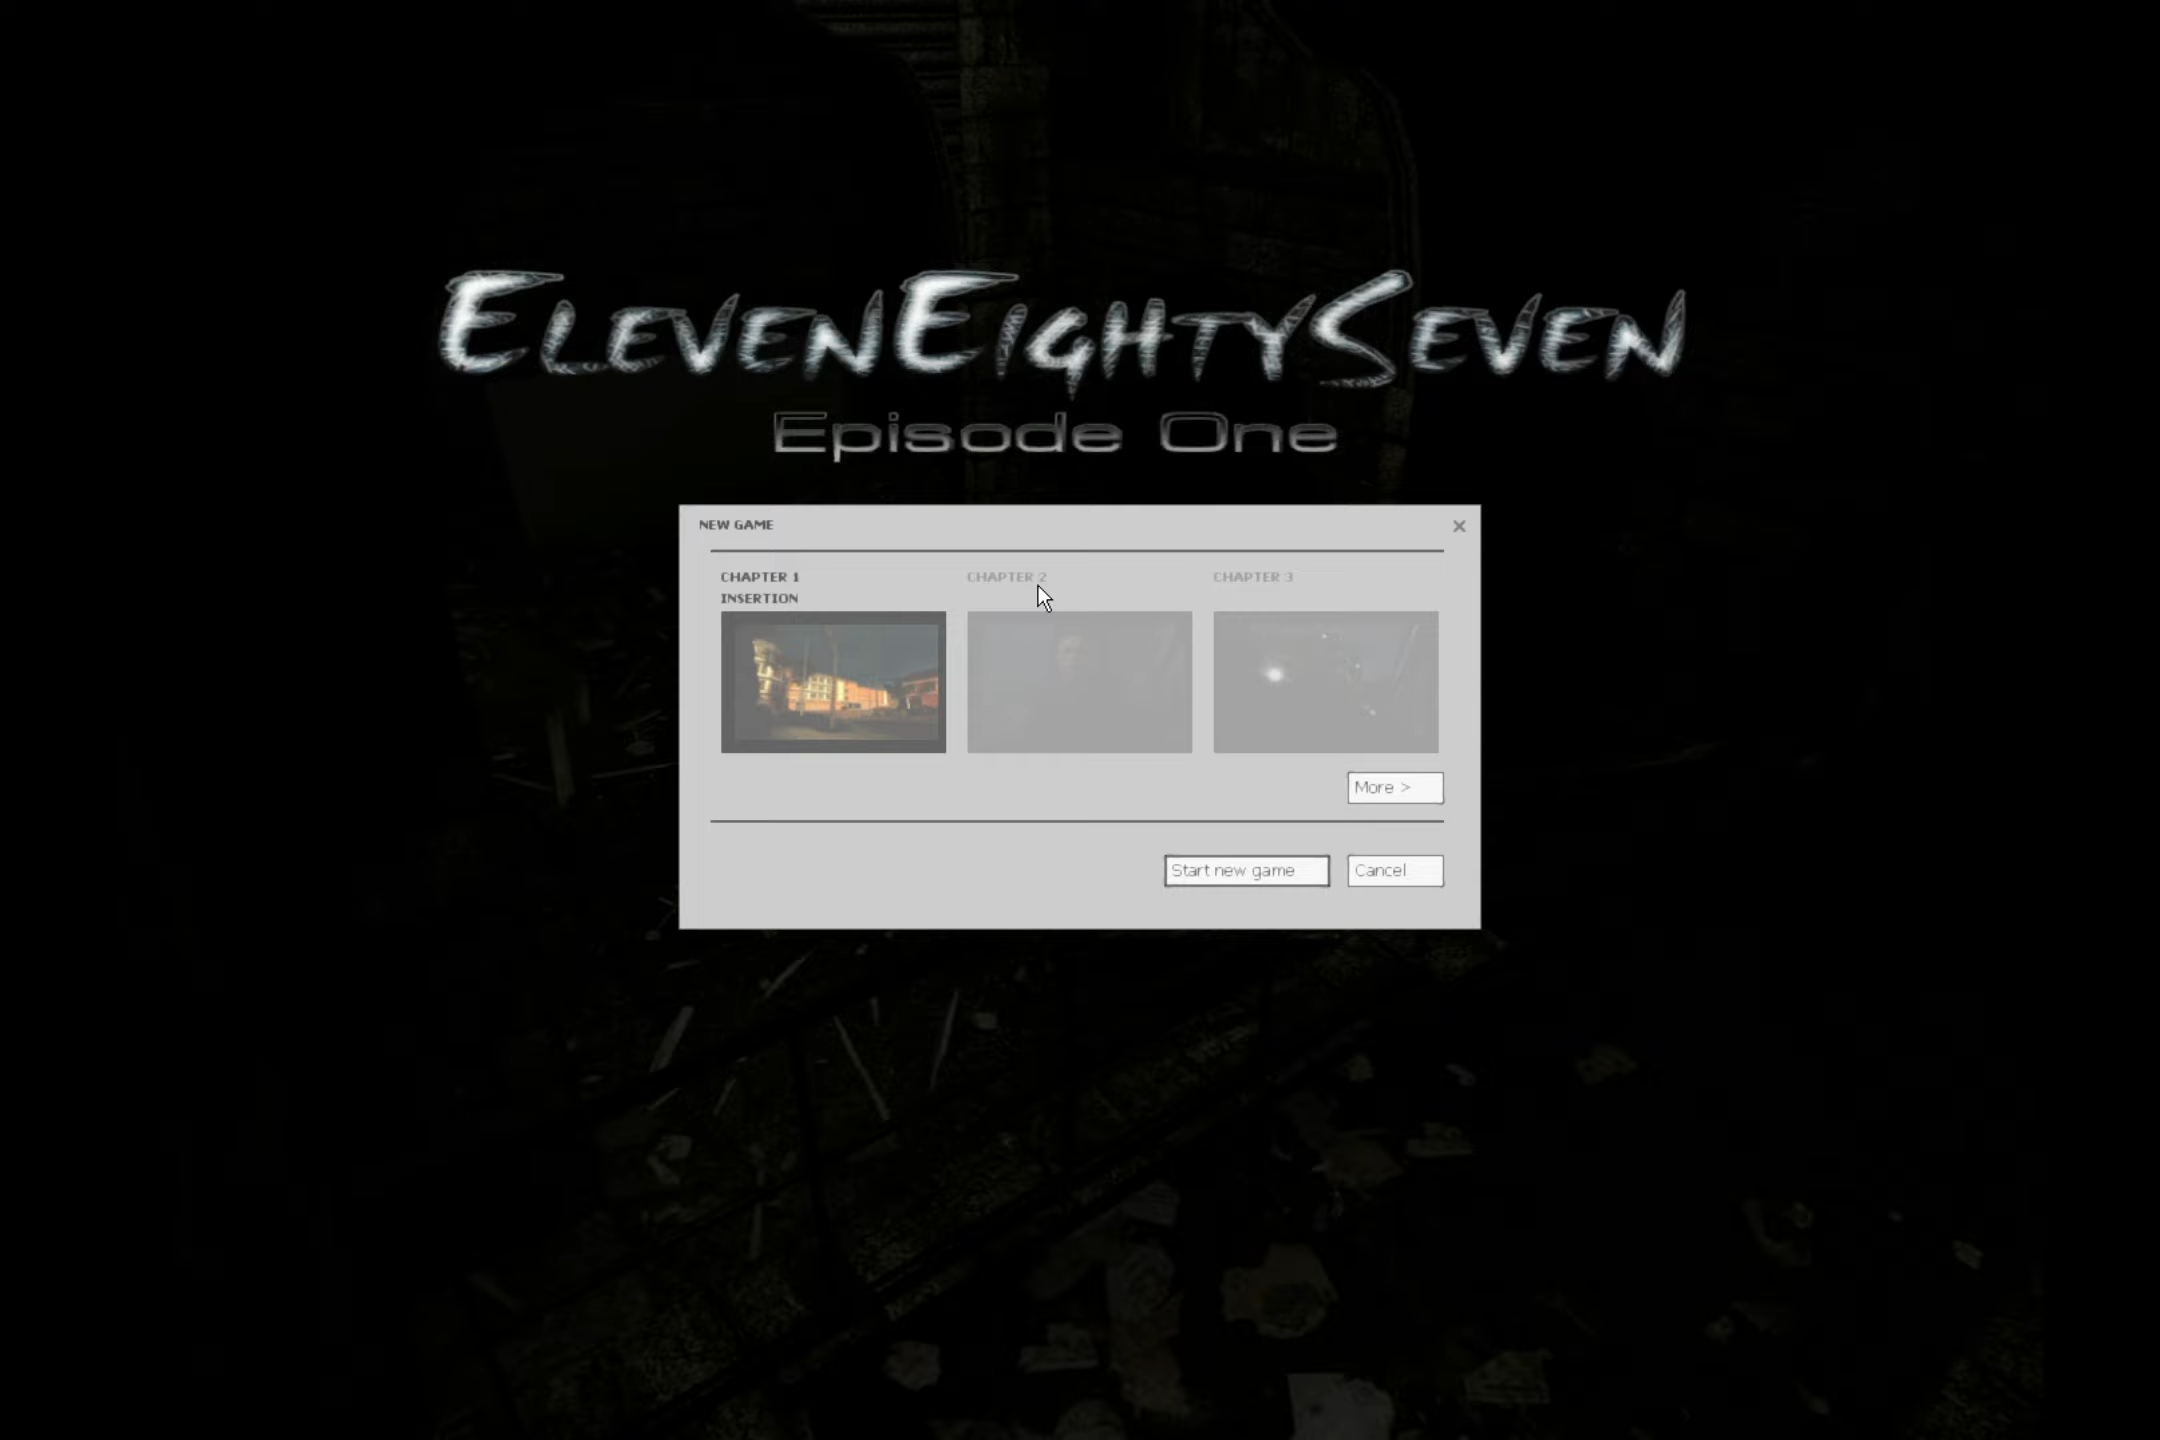 ElevenEightySeven
Episode One
NEW GAME
CHAPTER 1
CHAPTER 2
CHAPTER 3
INSERTION
More >
Start new game
Cancel